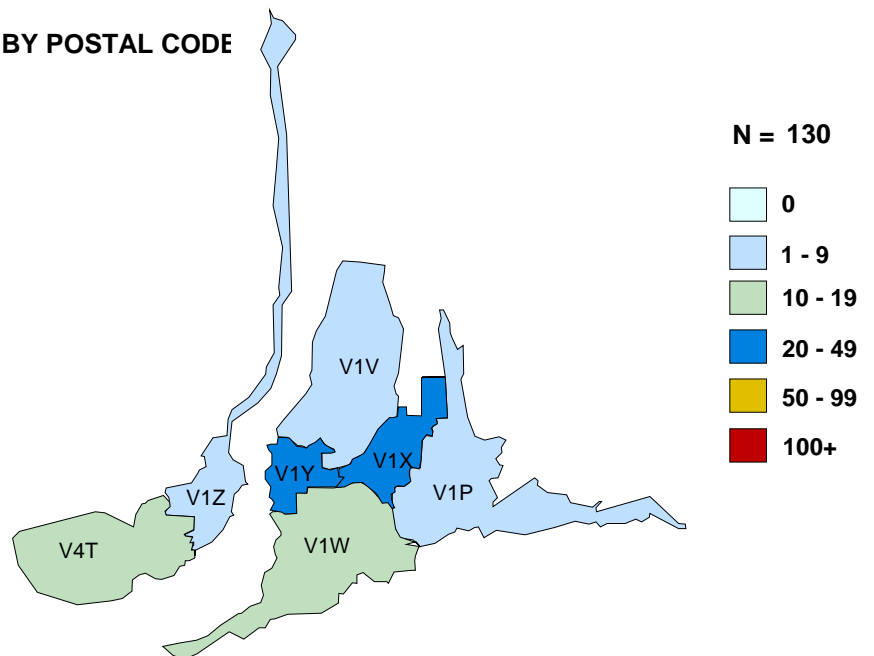 BY POSTAL CODE
N = 130
0
1 - 9
10 - 19
20 - 49
50 - 99
100+
V1V
V1Y
V1X
V1Z
V1P
V4T
V1W